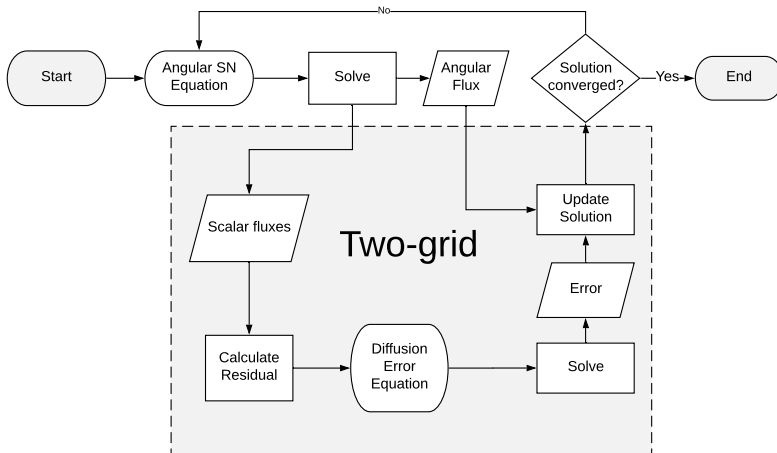 No
Start
Angular SN
Equation
Solve
Angular
Flux
Solution
converged?
Yes
End
Scalar fluxes
Two-grid
Update
Solution
Error
Calculate
Residual
Diffusion
Error
Equation
Solve